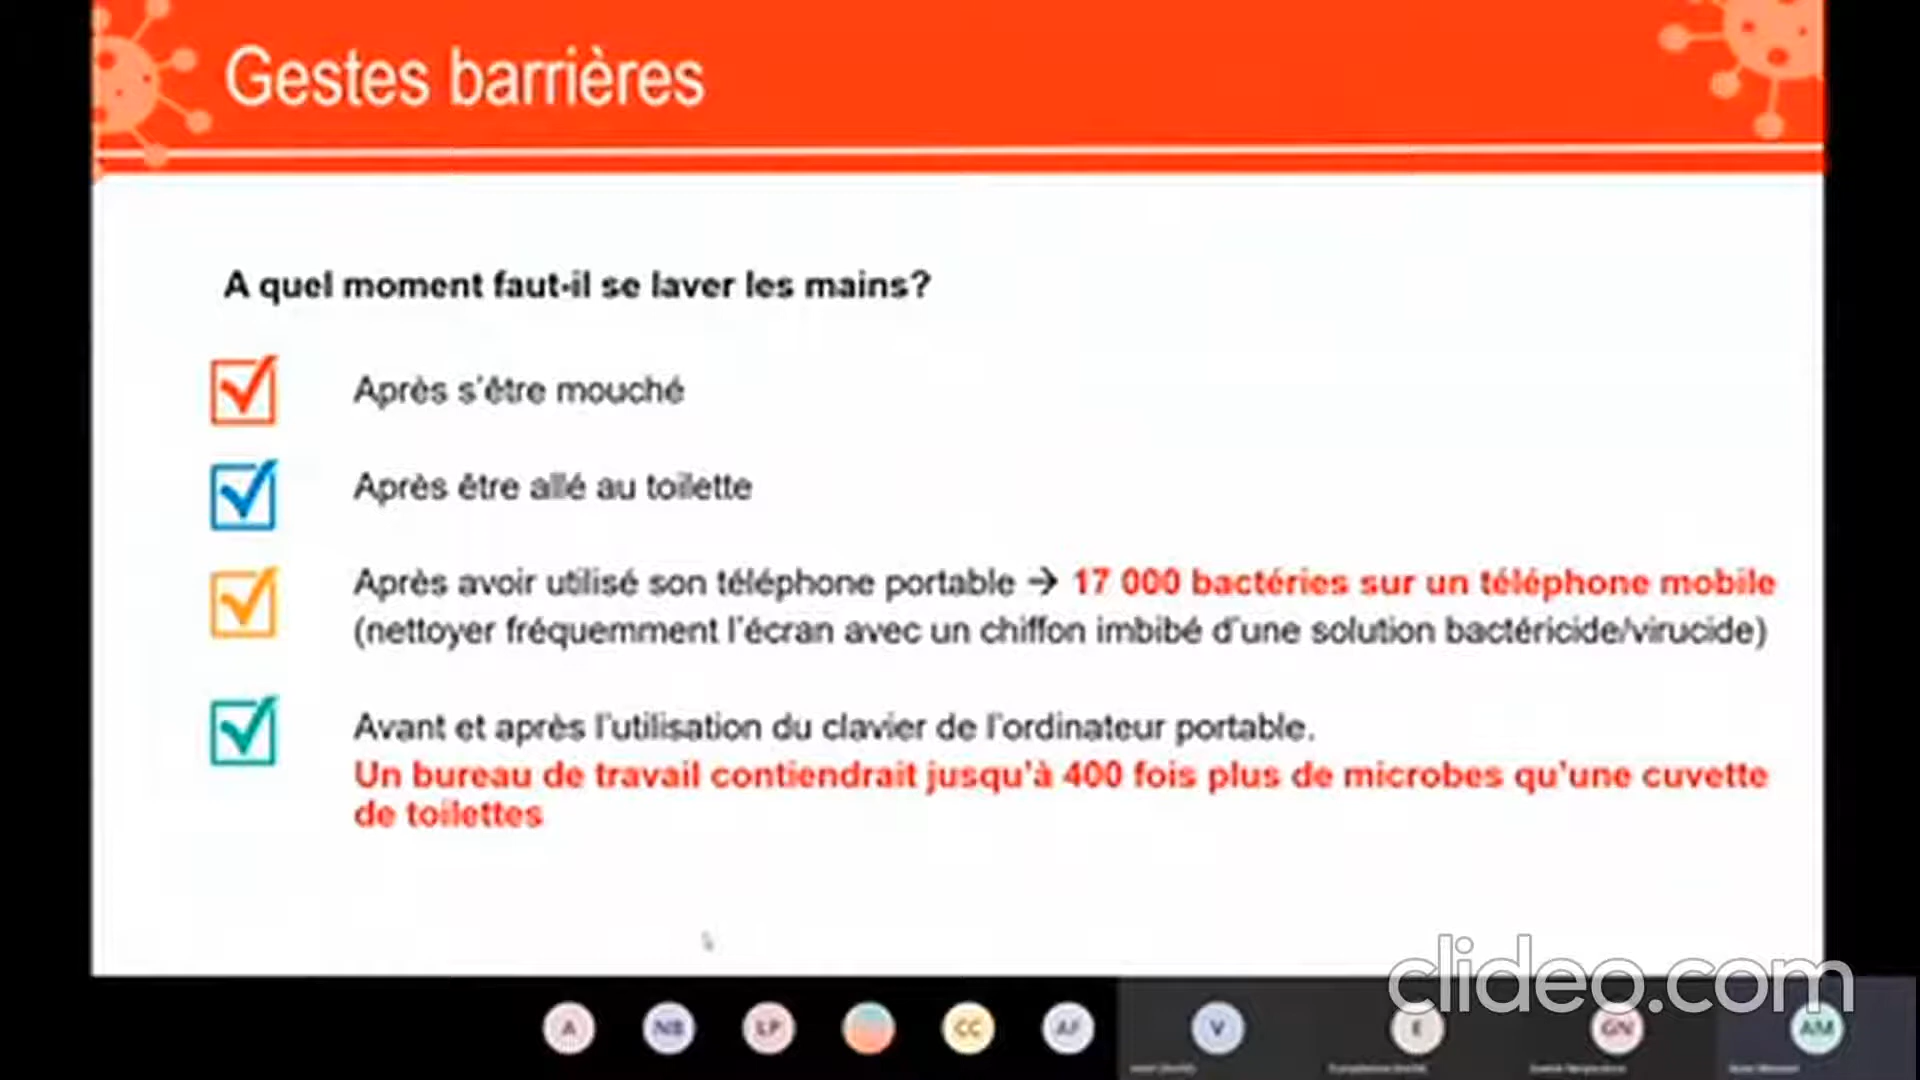 Gestes barrières
A quel moment faut-il se laver les mains?
Après s'être mouché
Après être allé au toilette
Après avoir utilisé son téléphone portable → 17 000 bactéries sur un téléphone mobile
(nettoyer fréquemment l'écran avec un chiffon imbibé d'une solution bactéricide/virucide)
Avant et après l'utilisation du clavier de l'ordinateur portable.
Un bureau de travail contiendrait jusqu'à 400 fois plus de microbes qu'une cuvette
de toilettes
clideo.com
A NB LP CC AF V E GN AM